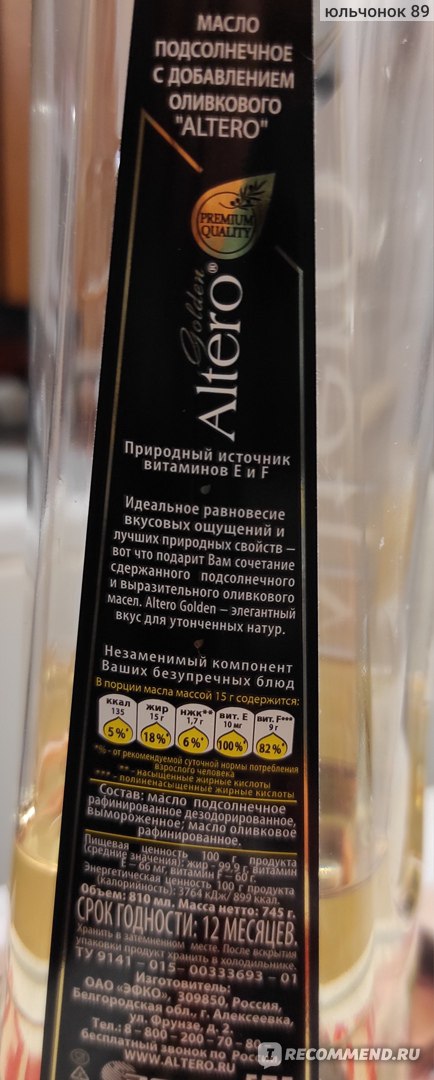 юльчонок 89
МАСЛО
ПОДСОЛНЕЧНОЕ
С ДОБАВЛЕНИЕМ
ОЛИВКОВОГО
"ALTERO"
PREMIUM
QUALITY
Golden
Altero®
Природный источник
витаминов Е и F
Идеальное равновесие
вкусовых ощущений и
лучших природных свойств –
вот что подарит Вам сочетание
сдержанного подсолнечного
и выразительного оливкового
масел. Altero Golden – элегантный
вкус для утонченных натур.
Незаменимый компонент
Ваших безупречных блюд
В порции масла массой 15 г содержится:
ккал жир нжк** вит. Е вит. F***
135 15 г 1,7 г 10 мг 9 г
5%* 18%* 6%* 100%* 82%*
*% - от рекомендуемой суточной нормы потребления
взрослого человека
** - насыщенные жирные кислоты
*** - полиненасыщенные жирные кислоты
Состав: масло подсолнечное
рафинированное дезодорированное,
вымороженное; масло оливковое
рафинированное.
Пищевая ценность 100 г продукта
(средние значения): жир - 99,9 г, витамин
Е – 66 мг, витамин F – 60 г.
Энергетическая ценность 100 г продукта
(калорийность): 3764 кДж/ 899 ккал.
Объем: 810 мл. Масса нетто: 745 г.
СРОК ГОДНОСТИ: 12 МЕСЯЦЕВ.
Хранить в затемненном месте. После вскрытия
упаковки продукт хранить в холодильнике.
ТУ 9141 – 015 – 00333693 – 01
Изготовитель:
ОАО "ЭФКО", 309850, Россия,
Белгородская обл., г. Алексеевка,
ул. Фрунзе, д. 2.
Тел.: 8 – 800 – 200 – 70 – 80
бесплатный звонок по России
WWW.ALTERO.RU
IRECOMMEND.RU